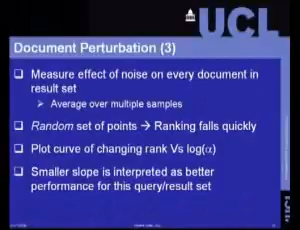 UCL
Document Perturbation (3)
Measure effect of noise on every document in
result set
Average over multiple samples
Random set of points → Ranking falls quickly
Plot curve of changing rank Vs log(α)
Smaller slope is interpreted as better
performance for this query/result set